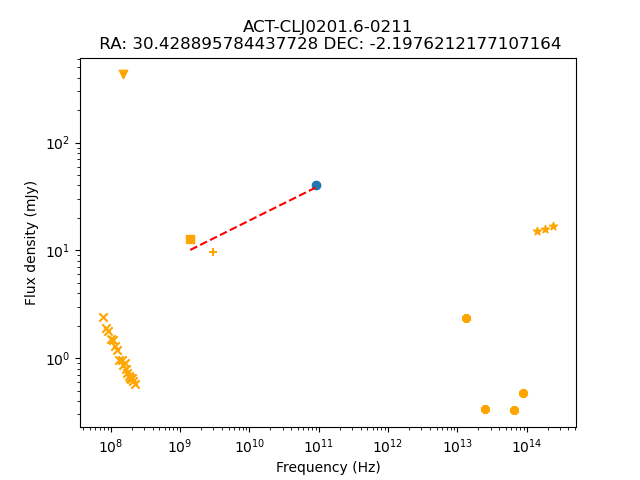 ACT-CLJ0201.6-0211
RA: 30.428895784437728 DEC: -2.1976212177107164
Flux density (mJy)
10²
10¹
10⁰
10⁸ 10⁹ 10¹⁰ 10¹¹ 10¹² 10¹³ 10¹⁴
Frequency (Hz)